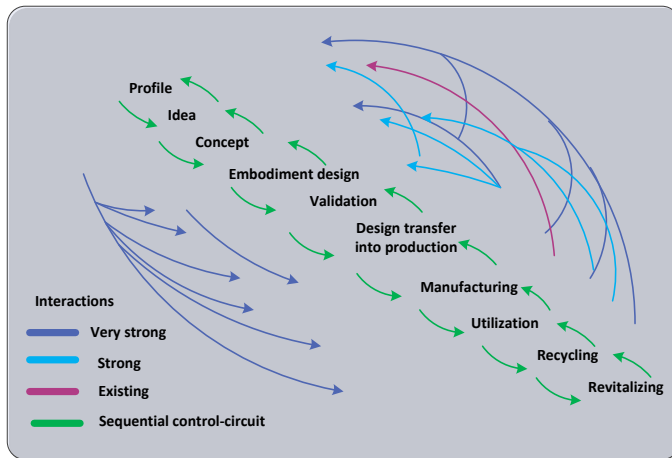 Profile
Idea
Concept
Embodiment design
Validation
Design transfer
into production
Manufacturing
Utilization
Recycling
Revitalizing
Interactions
Very strong
Strong
Existing
Sequential control-circuit